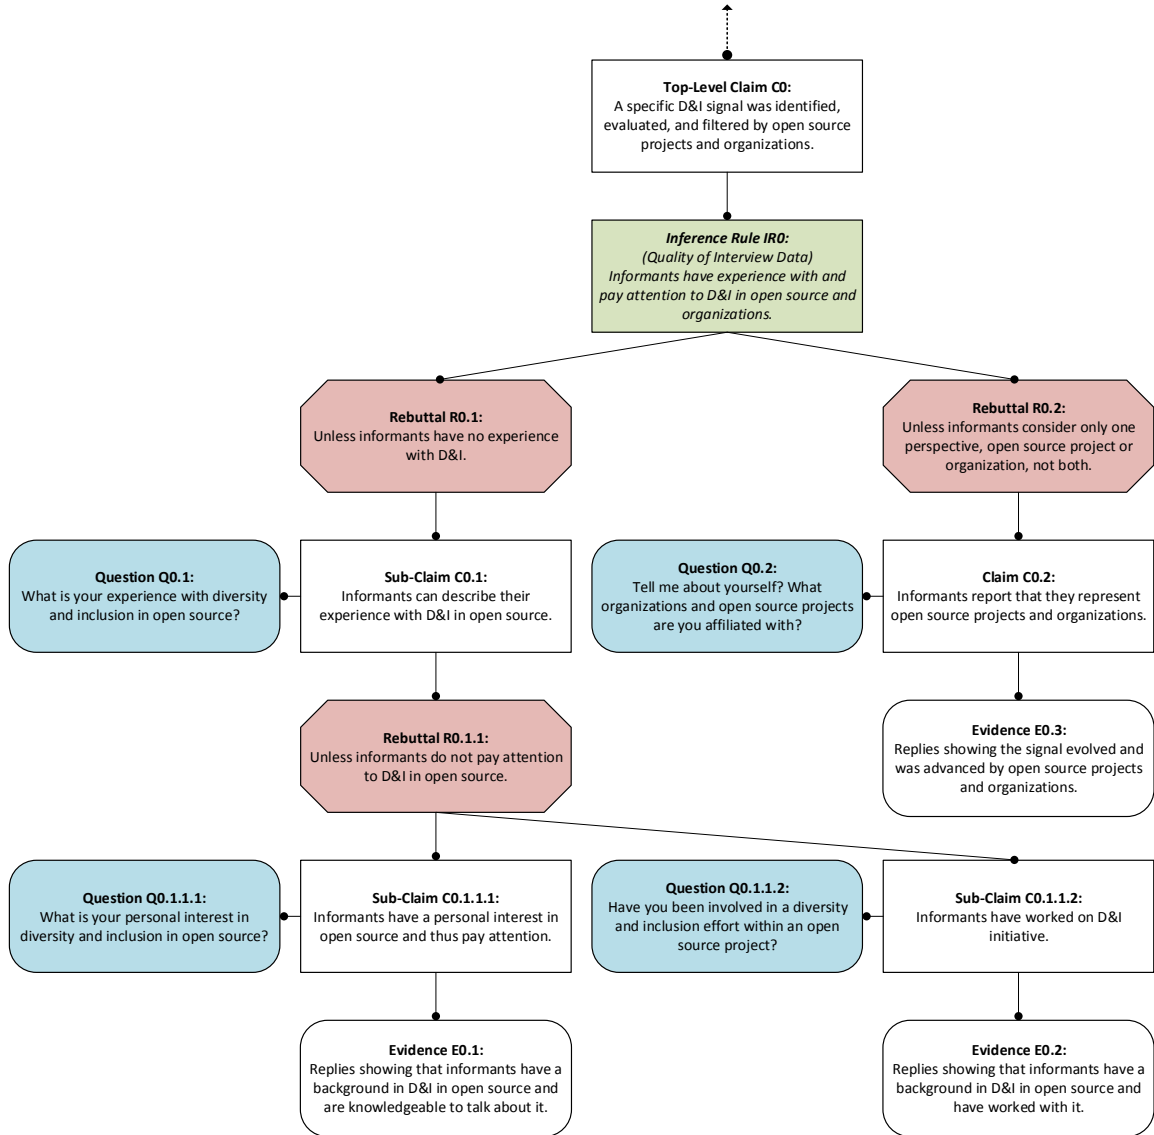 Top-Level Claim C0:
A specific D&I signal was identified,
evaluated, and filtered by open source
projects and organizations.
Inference Rule IR0:
(Quality of Interview Data)
Informants have experience with and
pay attention to D&I in open source and
organizations.
Rebuttal R0.1:
Unless informants have no experience
with D&I.
Rebuttal R0.2:
Unless informants consider only one
perspective, open source project or
organization, not both.
Question Q0.1:
What is your experience with diversity
and inclusion in open source?
Sub-Claim C0.1:
Informants can describe their
experience with D&I in open source.
Question Q0.2:
Tell me about yourself? What
organizations and open source projects
are you affiliated with?
Claim C0.2:
Informants report that they represent
open source projects and organizations.
Rebuttal R0.1.1:
Unless informants do not pay attention
to D&I in open source.
Evidence E0.3:
Replies showing the signal evolved and
was advanced by open source projects
and organizations.
Question Q0.1.1.1:
What is your personal interest in
diversity and inclusion in open source?
Sub-Claim C0.1.1.1:
Informants have a personal interest in
open source and thus pay attention.
Question Q0.1.1.2:
Have you been involved in a diversity
and inclusion effort within an open
source project?
Sub-Claim C0.1.1.2:
Informants have worked on D&I
initiative.
Evidence E0.1:
Replies showing that informants have a
background in D&I in open source and
are knowledgeable to talk about it.
Evidence E0.2:
Replies showing that informants have a
background in D&I in open source and
have worked with it.